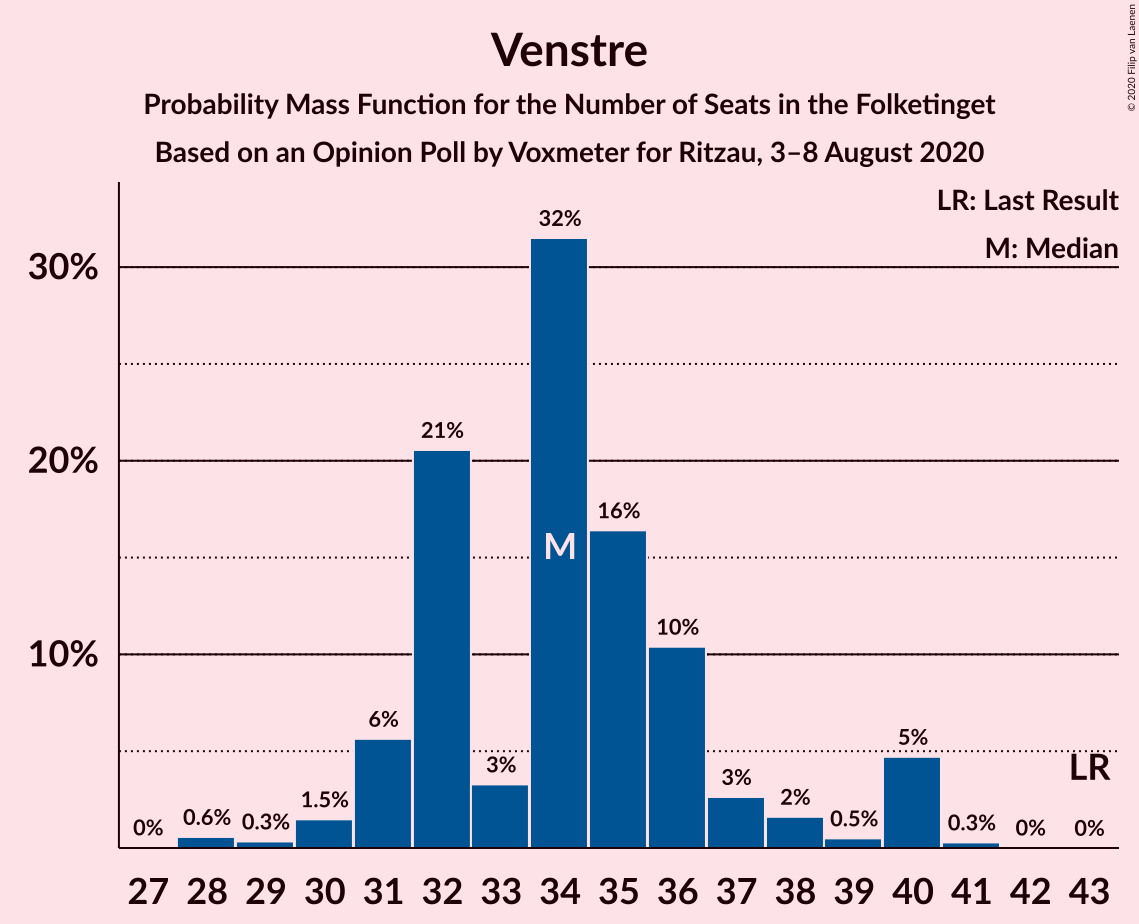 Venstre
Probability Mass Function for the Number of Seats in the Folketinget
Based on an Opinion Poll by Voxmeter for Ritzau, 3–8 August 2020
© 2020 Filip van Laenen
LR: Last Result
M: Median
30%
20%
10%
0%
0.6%
0.3%
1.5%
6%
21%
3%
32%
16%
10%
3%
2%
0.5%
5%
0.3%
0%
0%
M
LR
27 28 29 30 31 32 33 34 35 36 37 38 39 40 41 42 43